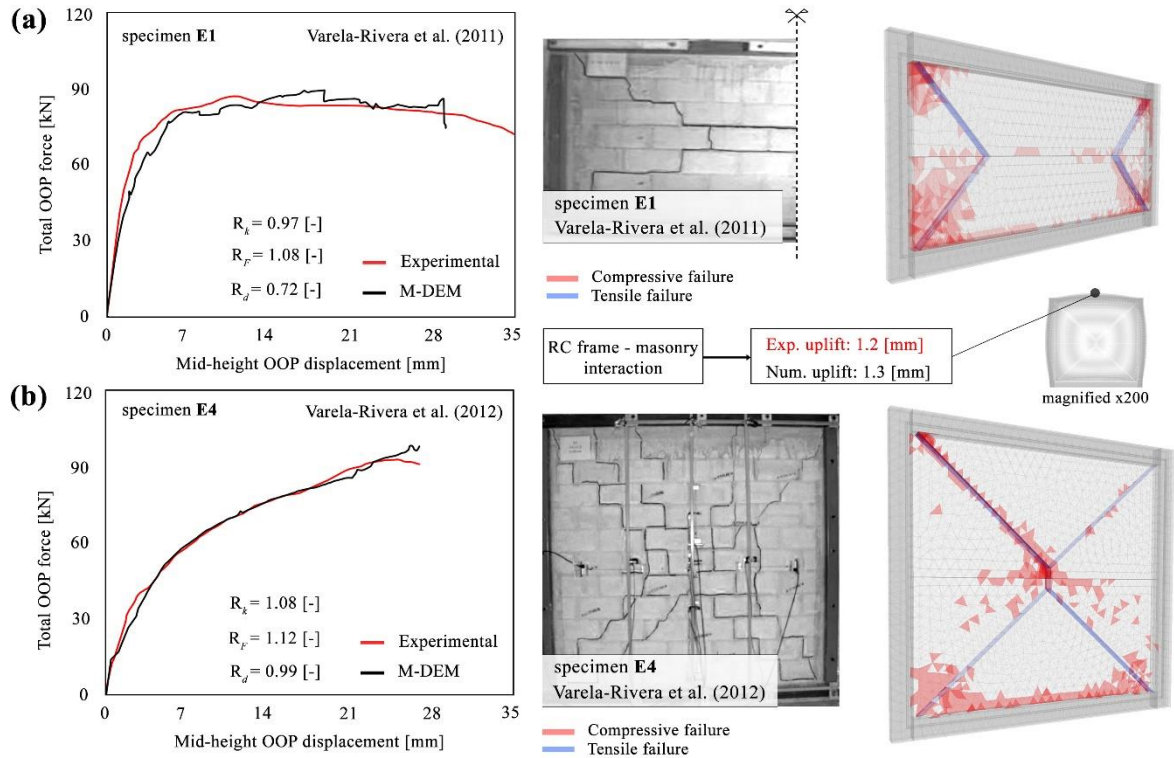 (a)
120
90
60
30
0
Total OOP force [kN]
specimen E1
Varela-Rivera et al. (2011)
R_k = 0.97 [-]
R_F = 1.08 [-]
R_d = 0.72 [-]
Experimental
M-DEM
0 7 14 21 28 35
Mid-height OOP displacement [mm]
specimen E1
Varela-Rivera et al. (2011)
Compressive failure
Tensile failure
RC frame - masonry
interaction
Exp. uplift: 1.2 [mm]
Num. uplift: 1.3 [mm]
magnified x200
(b)
120
90
60
30
0
Total OOP force [kN]
specimen E4
Varela-Rivera et al. (2012)
R_k = 1.08 [-]
R_F = 1.12 [-]
R_d = 0.99 [-]
Experimental
M-DEM
0 7 14 21 28 35
Mid-height OOP displacement [mm]
specimen E4
Varela-Rivera et al. (2012)
Compressive failure
Tensile failure